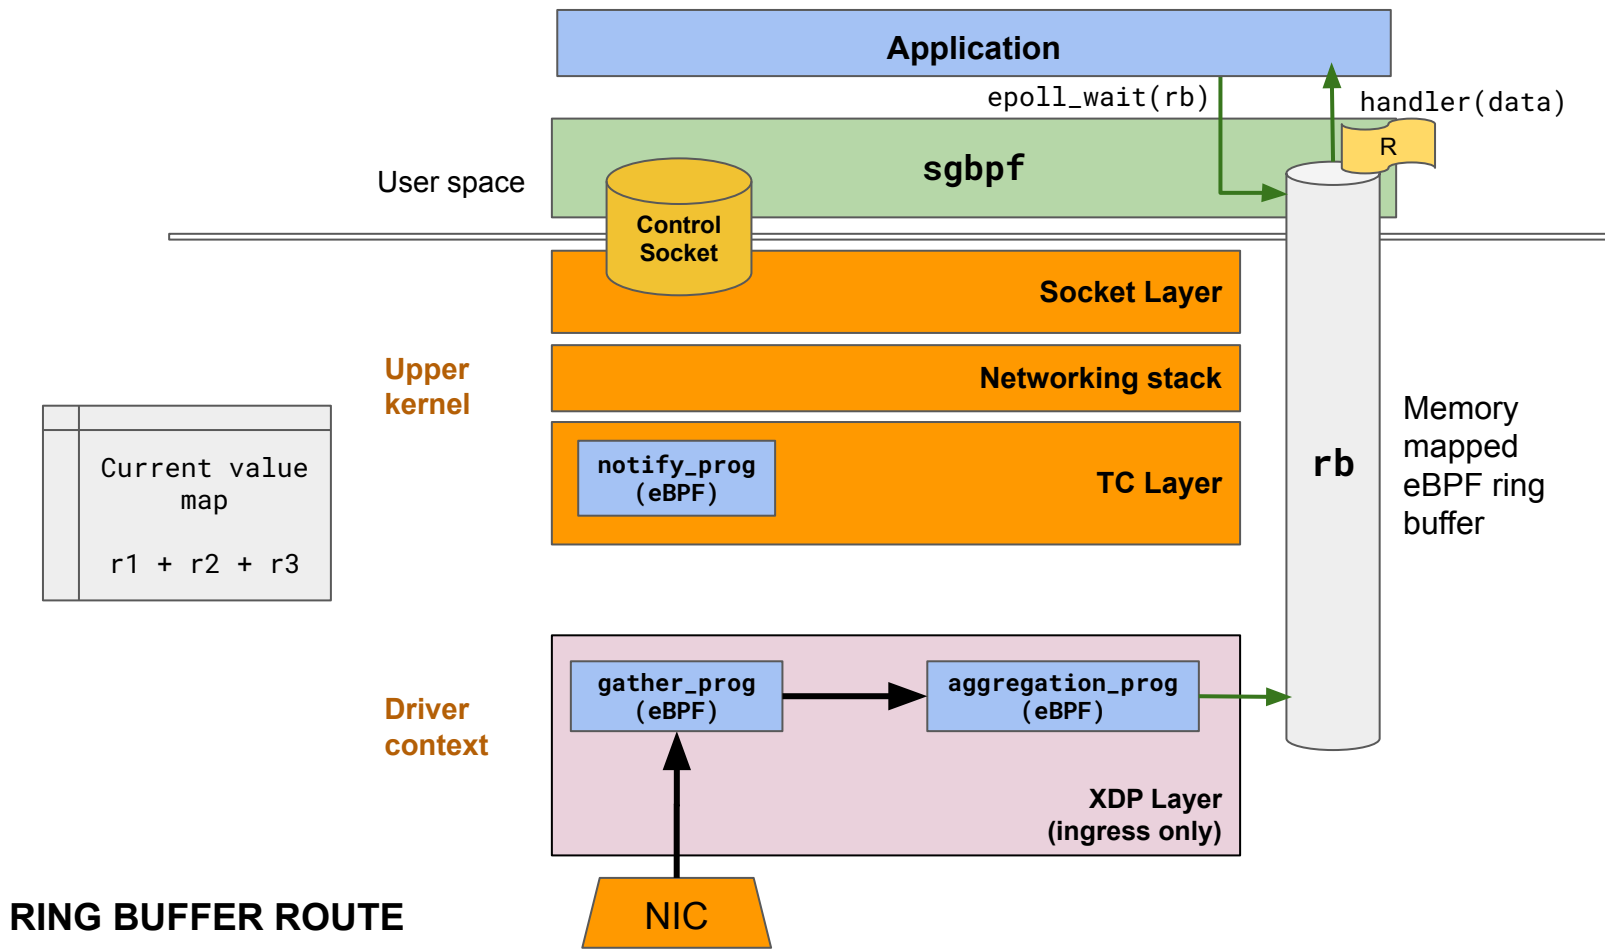 Application
epoll_wait(rb)
handler(data)
R
sgbpf
User space
Control
Socket
Socket Layer
Upper
kernel
Networking stack
Current value
map
r1 + r2 + r3
notify_prog
(eBPF)
TC Layer
rb
Memory
mapped
eBPF ring
buffer
Driver
context
gather_prog
(eBPF)
aggregation_prog
(eBPF)
XDP Layer
(ingress only)
NIC
RING BUFFER ROUTE